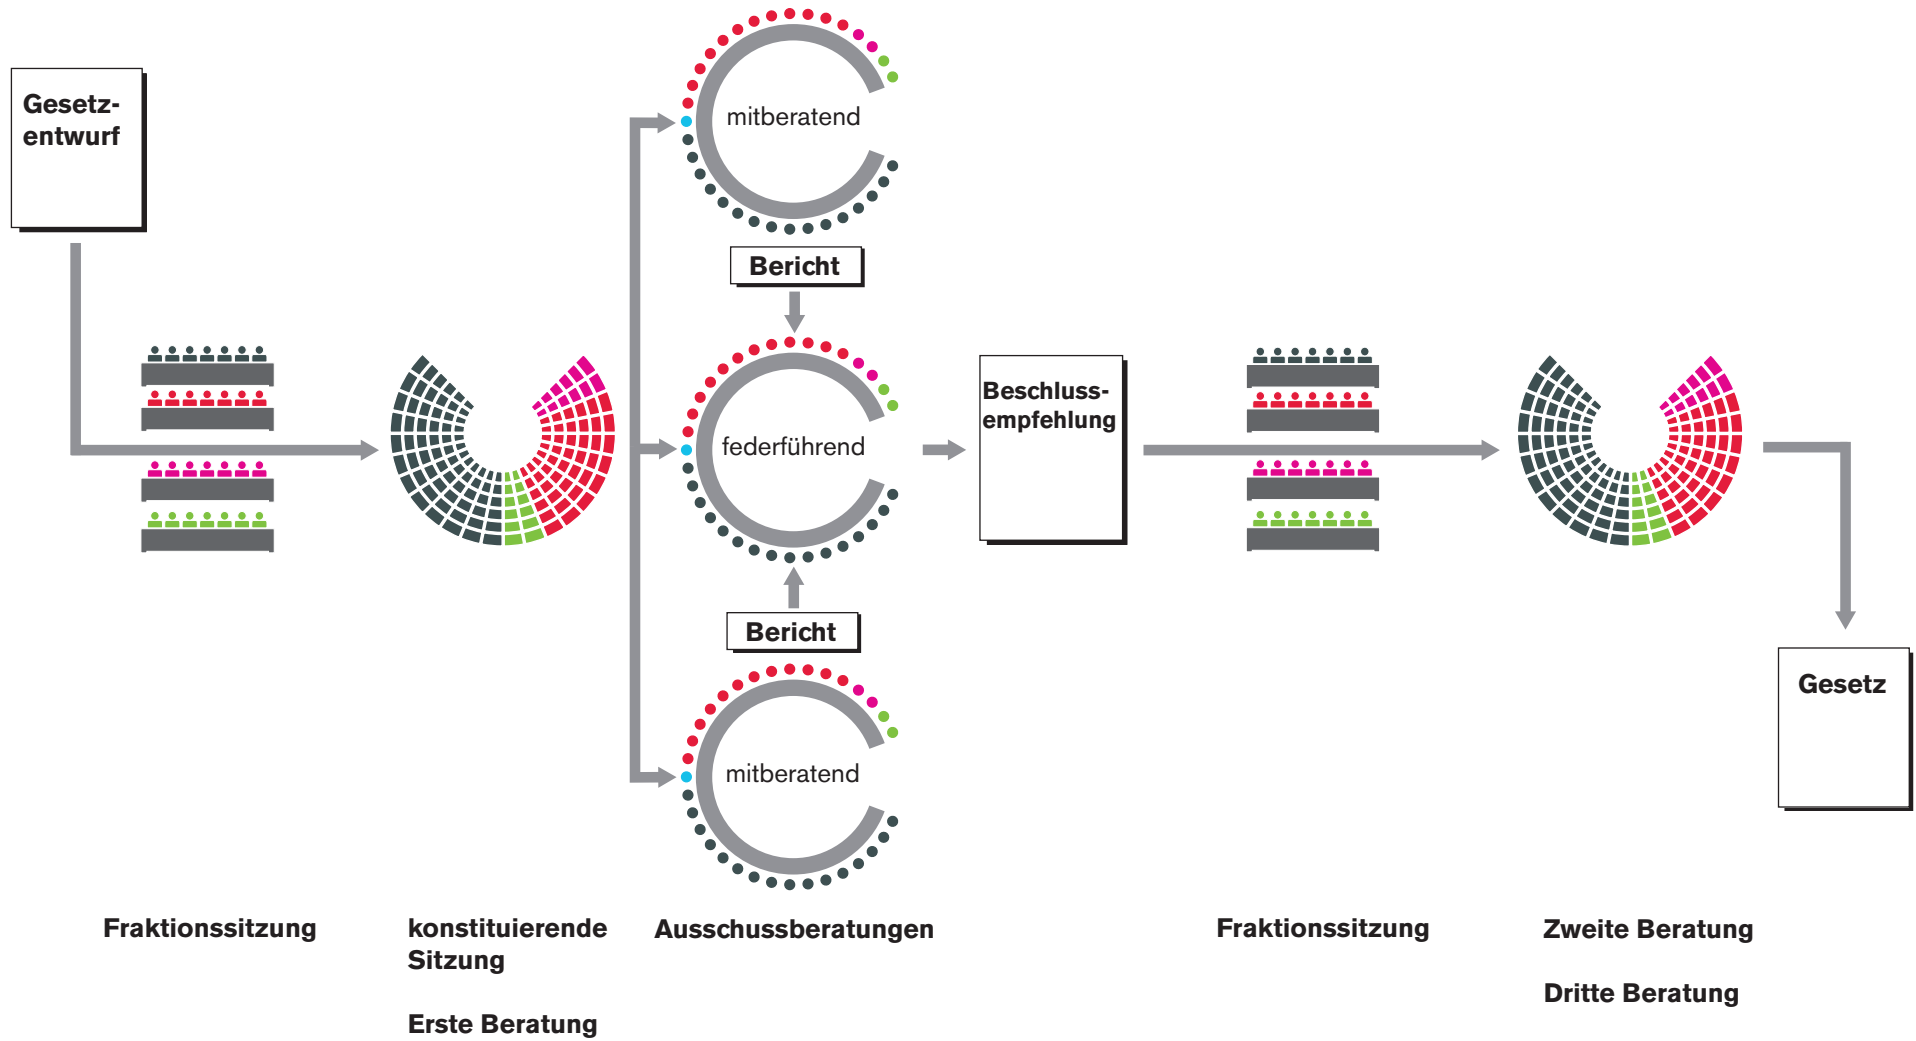 Gesetz-
entwurf
mitberatend
Bericht
federführend
Bericht
mitberatend
Beschluss-
empfehlung
Gesetz
Fraktionssitzung
konstituierende
Sitzung
Erste Beratung
Ausschussberatungen
Fraktionssitzung
Zweite Beratung
Dritte Beratung